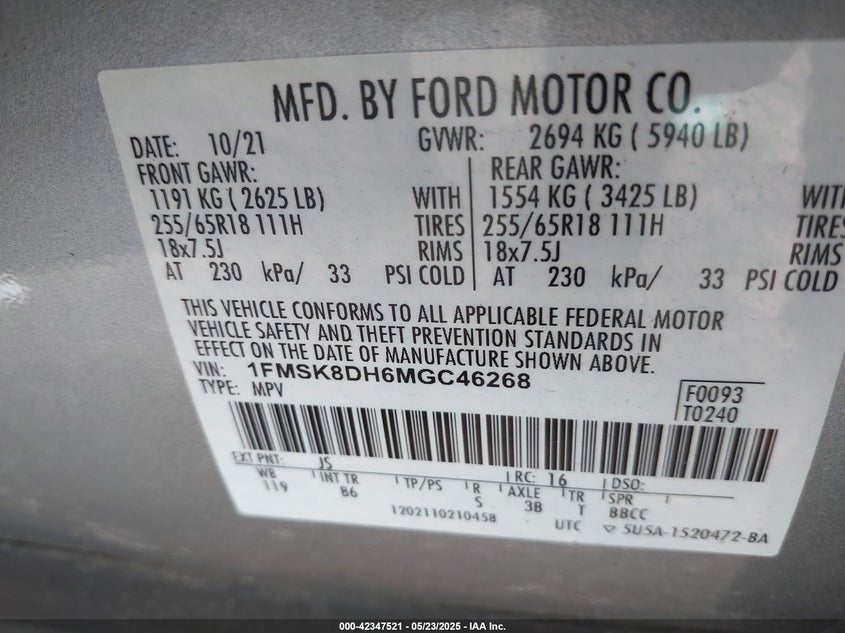 MFD. BY FORD MOTOR CO.
DATE: 10/21 GVWR: 2694 KG ( 5940 LB)
FRONT GAWR: REAR GAWR:
1191 KG ( 2625 LB) WITH 1554 KG ( 3425 LB) WITH
255/65R18 111H TIRES 255/65R18 111H TIRES
18x7.5J RIMS 18x7.5J RIMS
AT 230 kPa/ 33 PSI COLD AT 230 kPa/ 33 PSI COLD
THIS VEHICLE CONFORMS TO ALL APPLICABLE FEDERAL MOTOR
VEHICLE SAFETY AND THEFT PREVENTION STANDARDS IN
EFFECT ON THE DATE OF MANUFACTURE SHOWN ABOVE.
VIN: 1FMSK8DH6MGC46268
TYPE: MPV
F0093
T0240
EXT PNT: JS RC: 16 DSO:
WB INT TR TP/PS R AXLE TR SPR
119 86 S 3B T BBCC
1202110210458 UTC ▽ 5U5A-1520472-BA
000-42347521 - 05/23/2025 - IAA Inc.